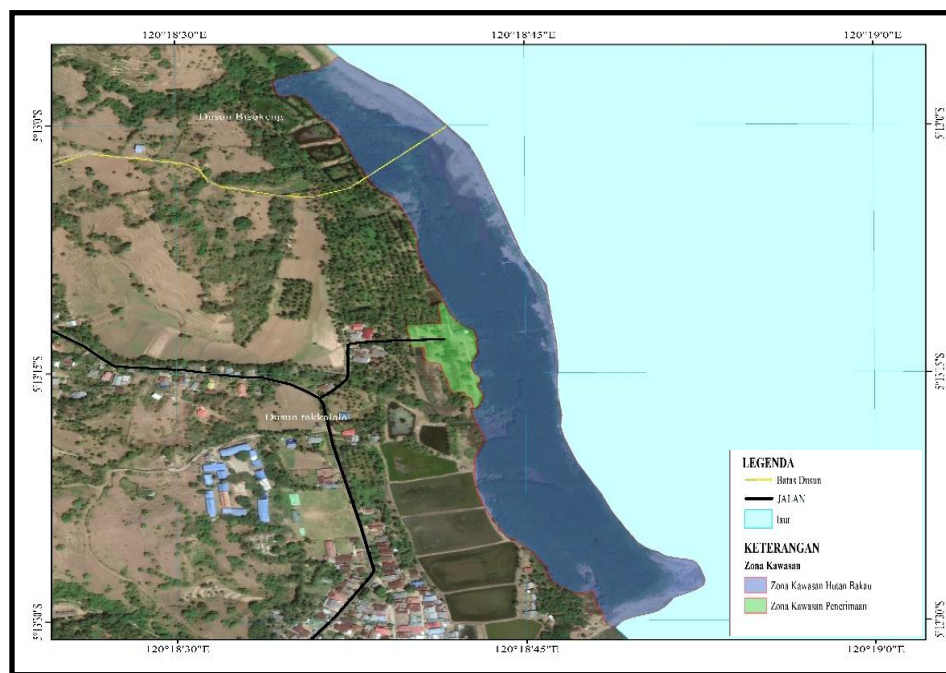 120°18'30"E 120°18'45"E 120°19'0"E
5°13'0"S
Dusun Bisokeng
5°13'0"S
5°13'15"S
5°13'15"S
Dusun takkalala
LEGENDA
Batas Dusun
JALAN
laut
KETERANGAN
Zona Kawasan
Zona Kawasan Hutan Bakau
Zona Kawasan Penerimaan
5°13'30"S
5°13'30"S
120°18'30"E 120°18'45"E 120°19'0"E